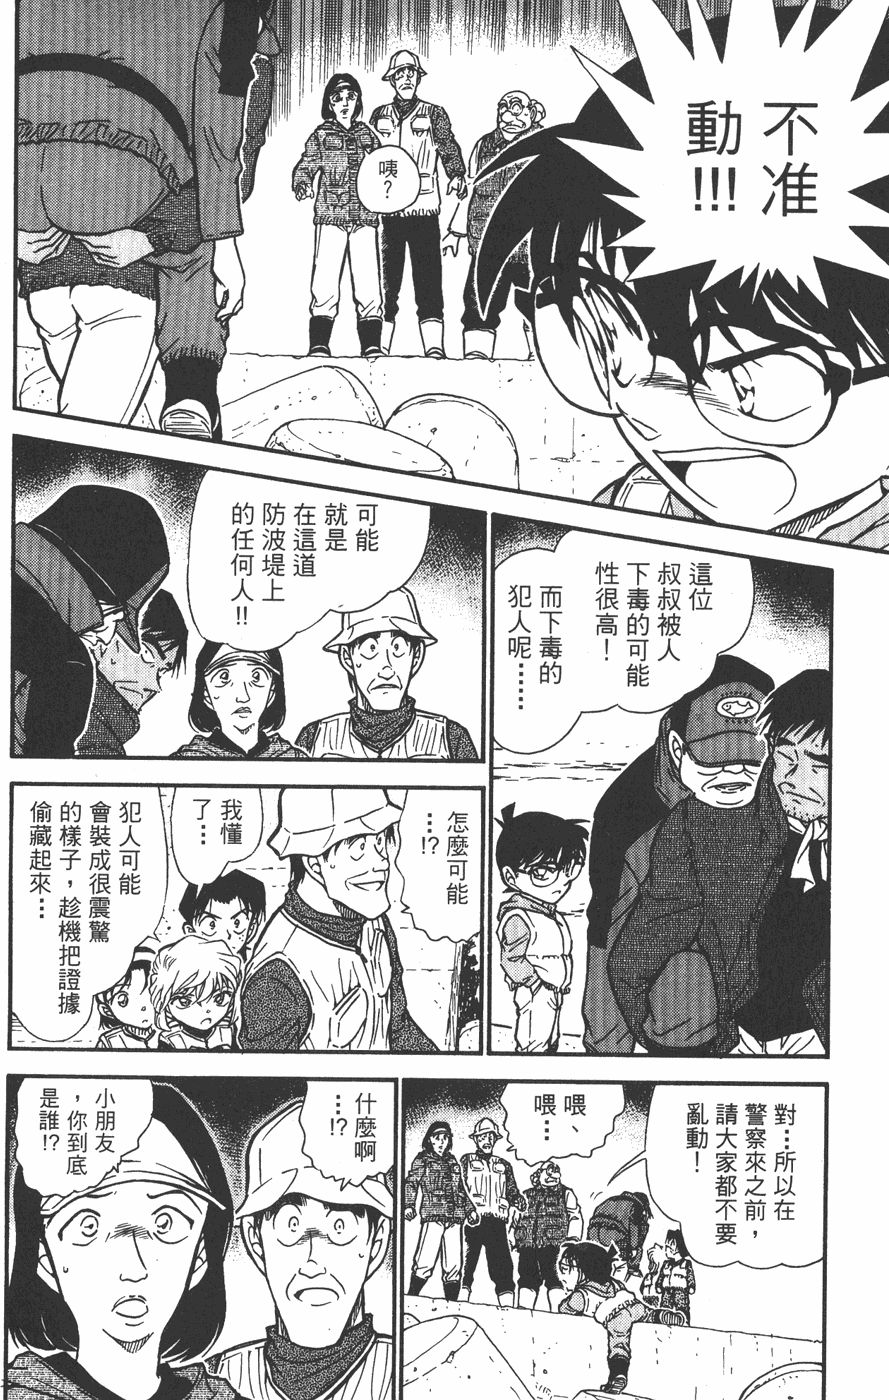 不准
動!!!
咦?
這位
叔叔被人
下毒的可能
性很高!
而下毒的
犯人呢……
可能
就是
在這道
防波堤上
的任何人!!
怎麼可能
…!?
我懂
了…
犯人可能
會裝成很震驚
的樣子,趁機把證據
偷藏起來…
對…所以在
警察來之前,
請大家都不要
亂動!
喂、
喂…
什麼啊
…!?
小朋友
,你到底
是誰!?